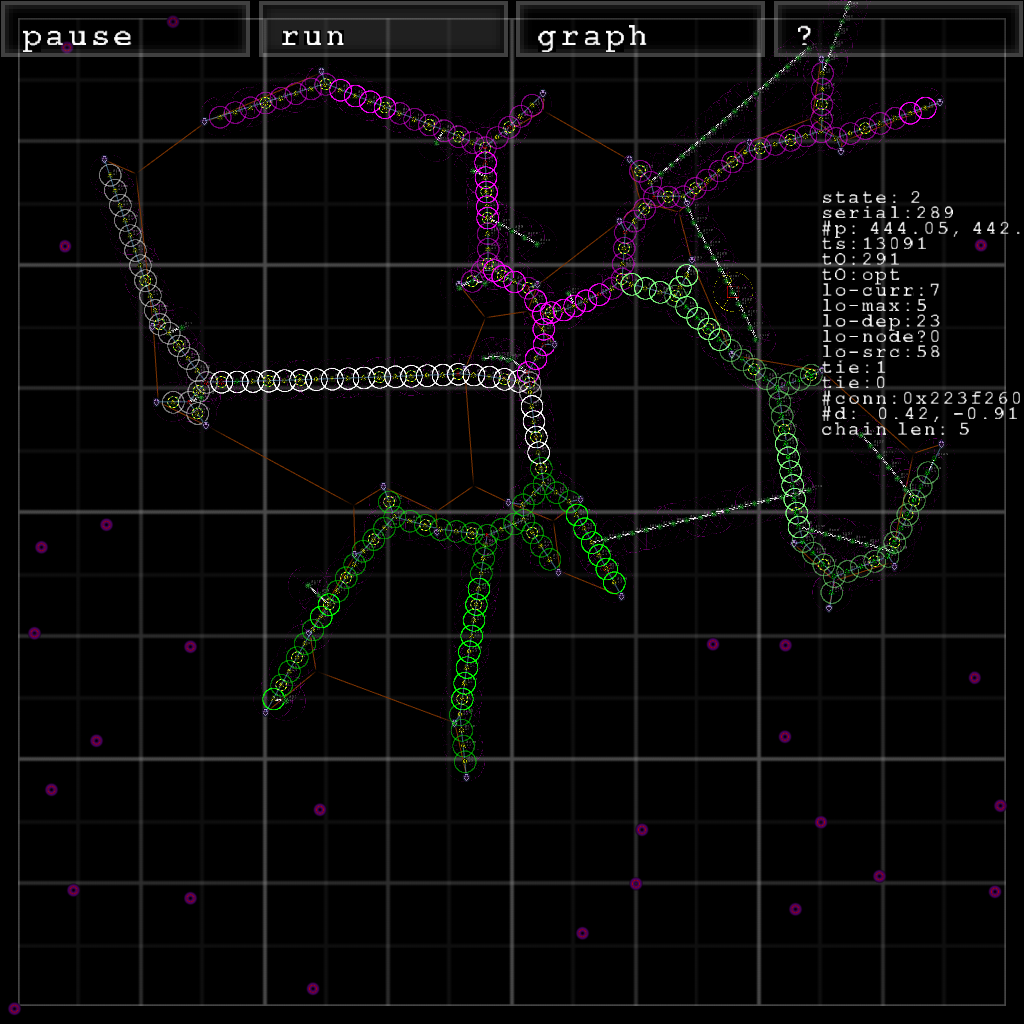 pause
run
graph
?
state: 2
serial:289
#p: 444.05, 442.
ts:13091
tO:291
tO:opt
lo-curr:7
lo-max:5
lo-dep:23
lo-node?0
lo-src:58
tie:1
tie:0
#conn:0x223f260
#d: 0.42, -0.91
chain len: 5